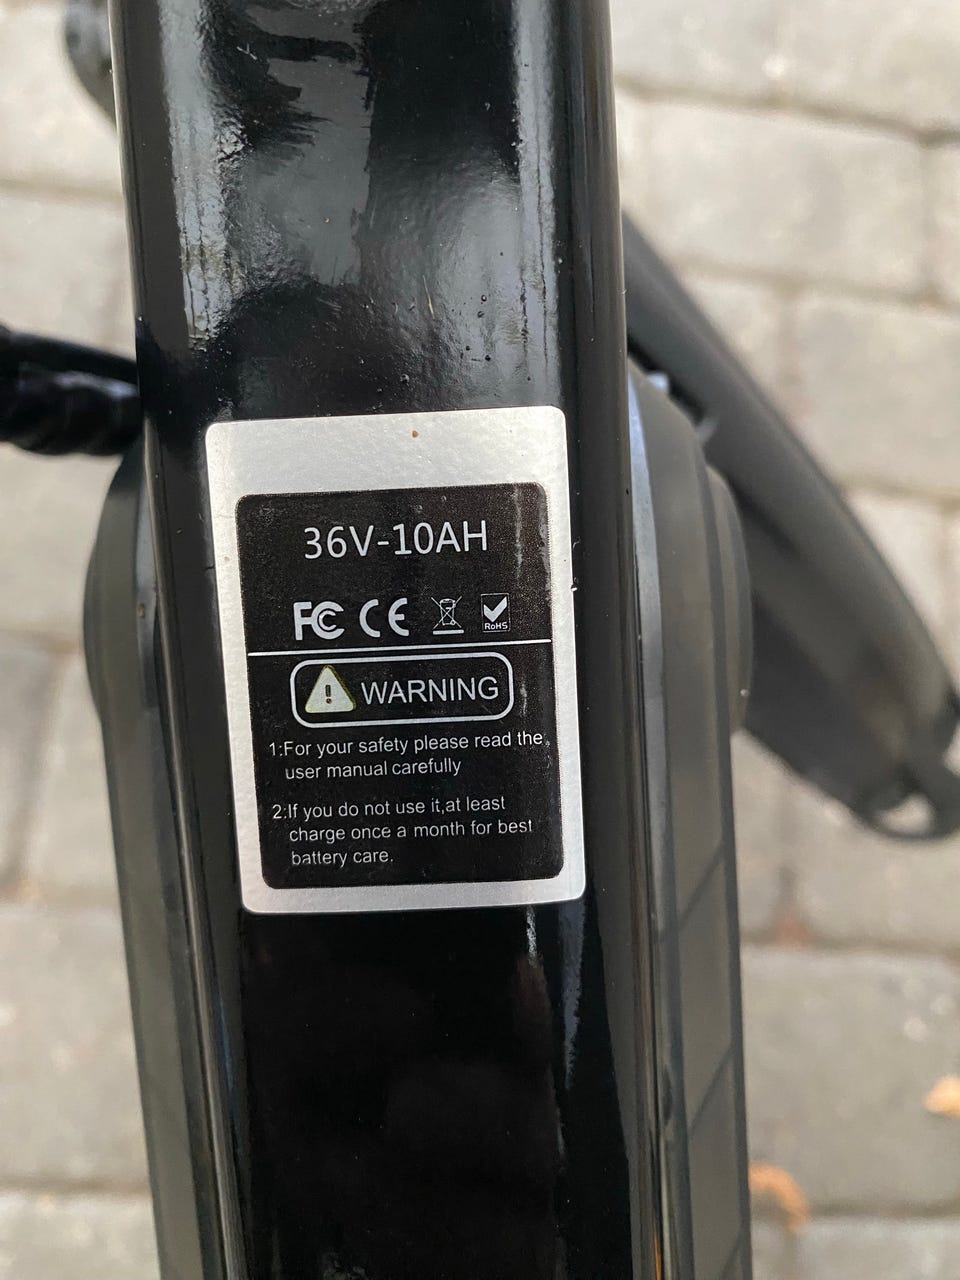 36V-10AH
FC CE RoHS
WARNING
1:For your safety please read the
user manual carefully
2:If you do not use it,at least
charge once a month for best
battery care.